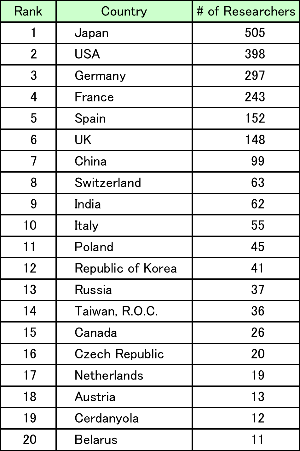 Rank Country # of Researchers
1 Japan 505
2 USA 398
3 Germany 297
4 France 243
5 Spain 152
6 UK 148
7 China 99
8 Switzerland 63
9 India 62
10 Italy 55
11 Poland 45
12 Republic of Korea 41
13 Russia 37
14 Taiwan, R.O.C. 36
15 Canada 26
16 Czech Republic 20
17 Netherlands 19
18 Austria 13
19 Cerdanyola 12
20 Belarus 11